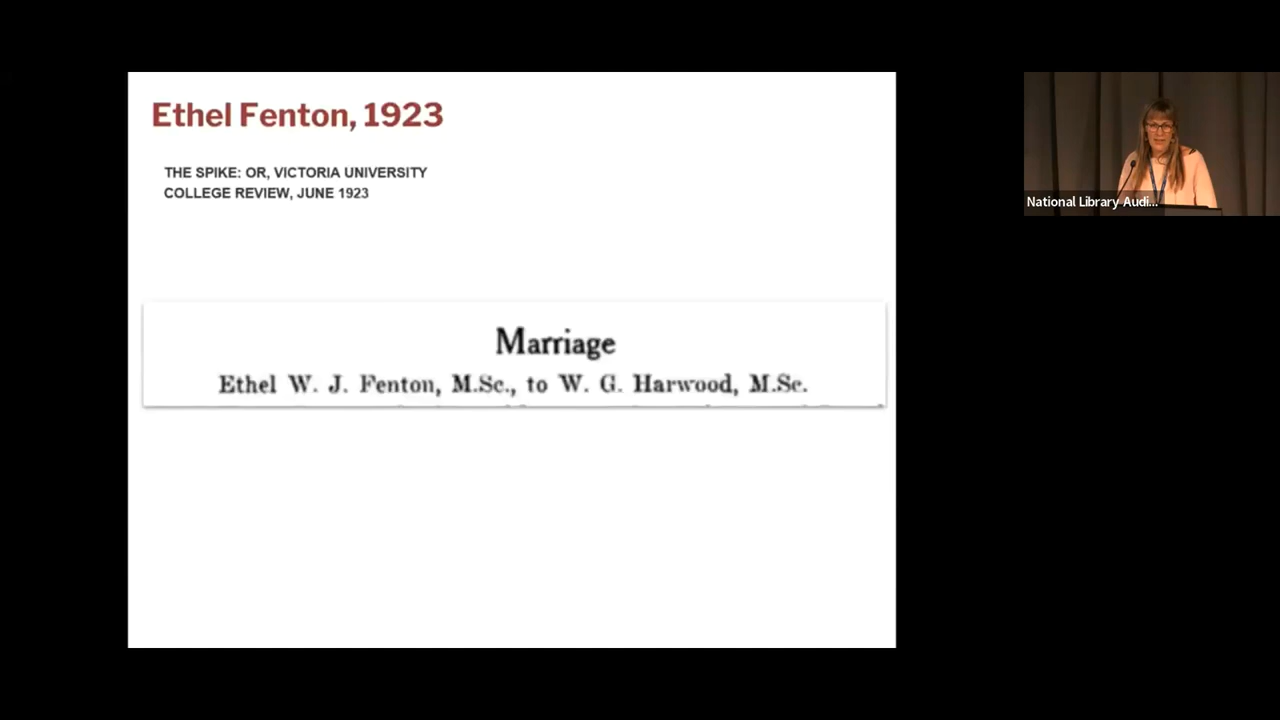 Ethel Fenton, 1923
THE SPIKE: OR, VICTORIA UNIVERSITY
COLLEGE REVIEW, JUNE 1923
Marriage
Ethel W. J. Fenton, M.Sc., to W. G. Harwood, M.Sc.
National Library Audi...